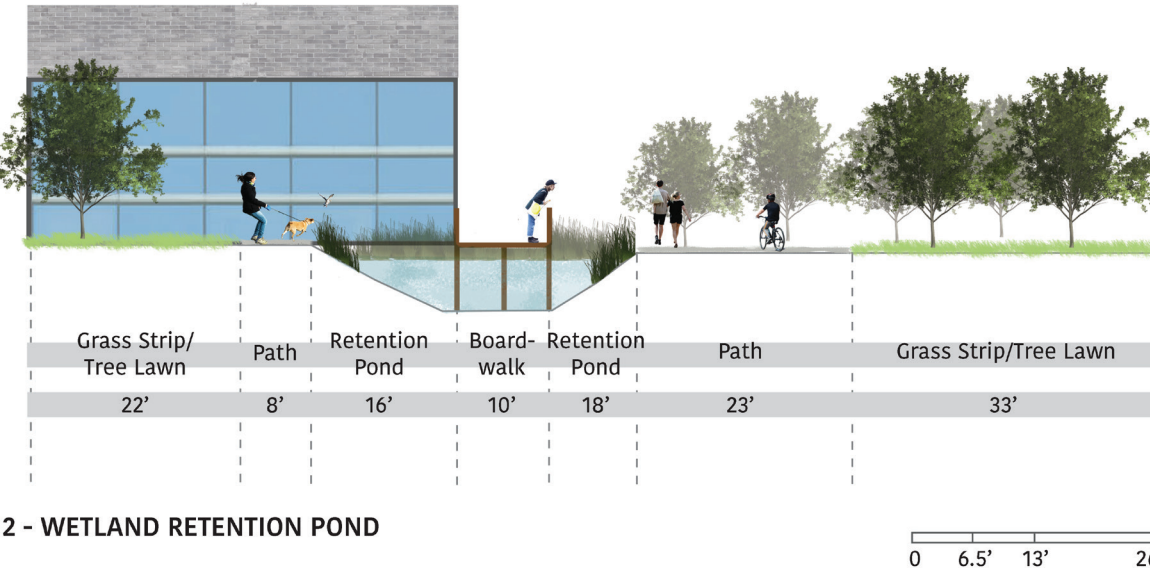 Grass Strip/
Tree Lawn
Path
Retention
Pond
Board-
walk
Retention
Pond
Path
Grass Strip/Tree Lawn
22’
8’
16’
10’
18’
23’
33’
2 - WETLAND RETENTION POND
0
6.5’
13’